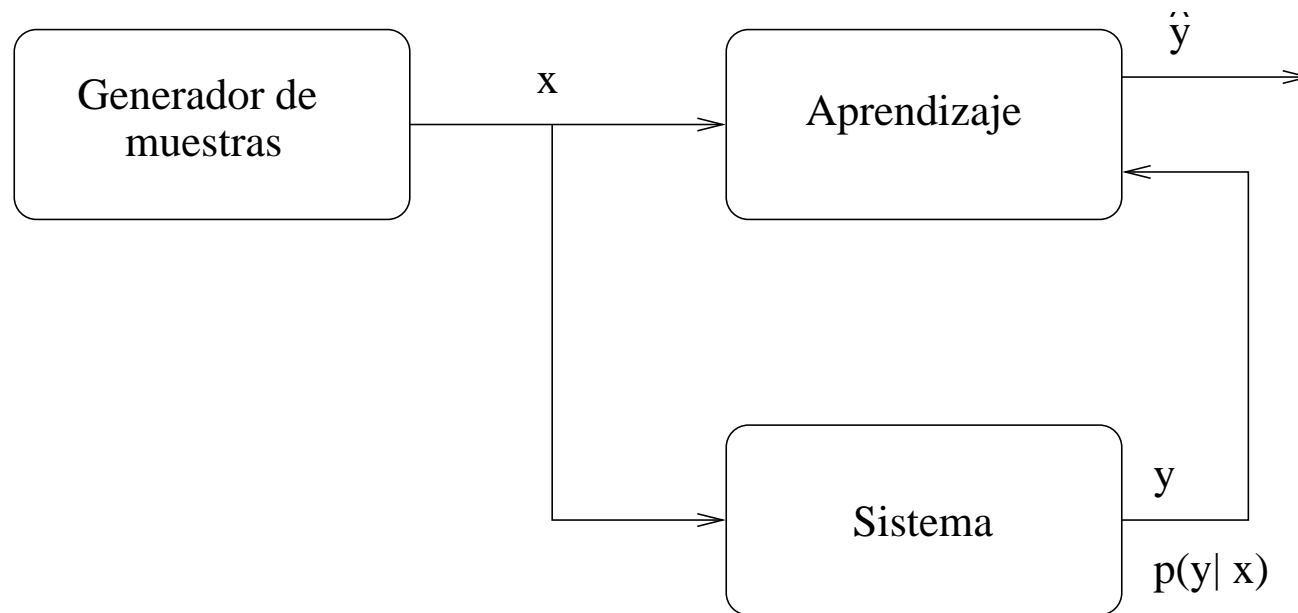 Generador de
muestras
x
Aprendizaje
ŷ
Sistema
y
p(y| x)